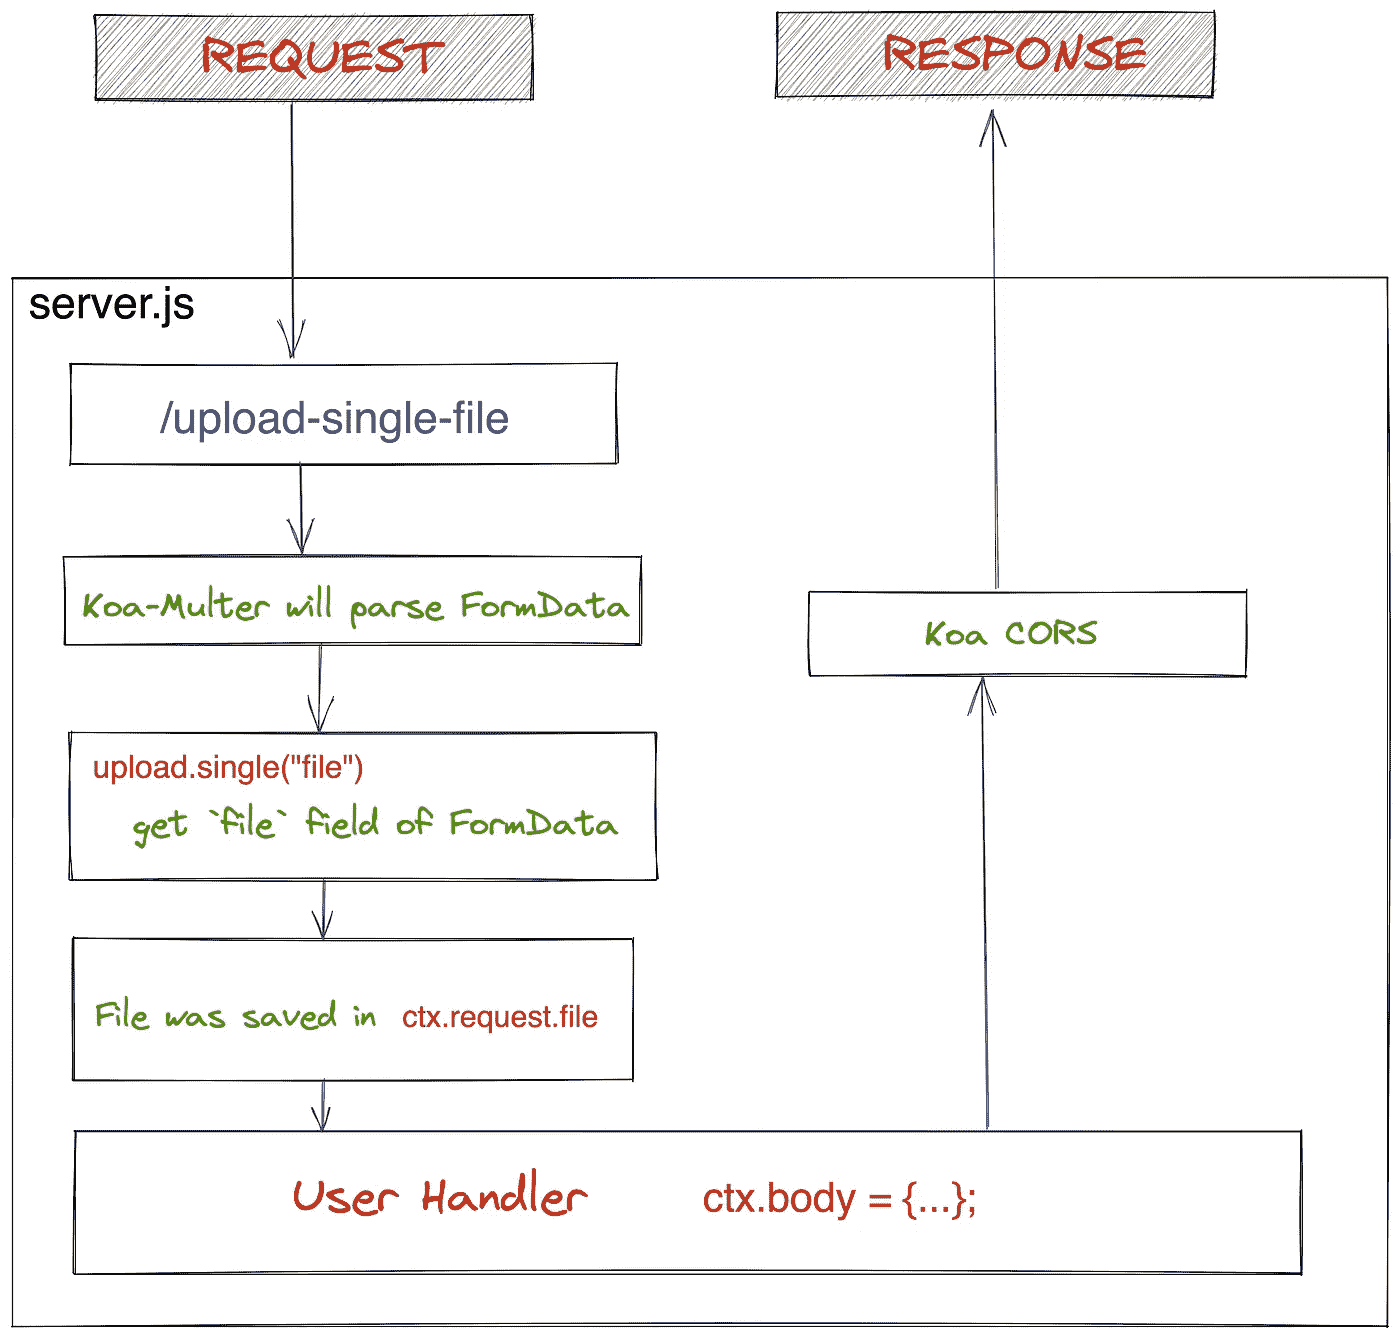 REQUEST
RESPONSE
server.js
/upload-single-file
Koa-Multer will parse FormData
Koa CORS
upload.single("file")
get `file` field of FormData
File was saved in ctx.request.file
User Handler ctx.body = {...};